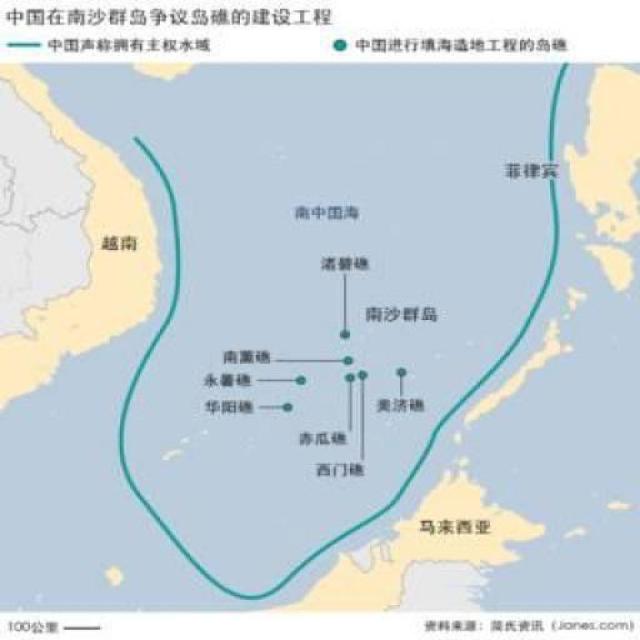 中国在南沙群岛争议岛礁的建设工程
中国声称拥有主权水域
中国进行填海造地工程的岛礁
菲律宾
南中国海
越南
渚碧礁
南沙群岛
南薰礁
永暑礁
华阳礁
美济礁
赤瓜礁
西门礁
马来西亚
100公里
资料来源：简氏资讯（Janes.com）